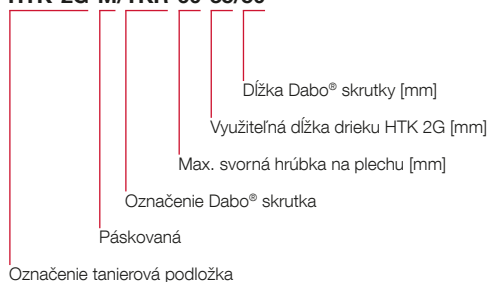 Dĺžka Dabo® skrutky [mm]
Využiteľná dĺžka drieku HTK 2G [mm]
Max. svorná hrúbka na plechu [mm]
Označenie Dabo® skrutka
Páskovaná
Označenie tanierová podložka